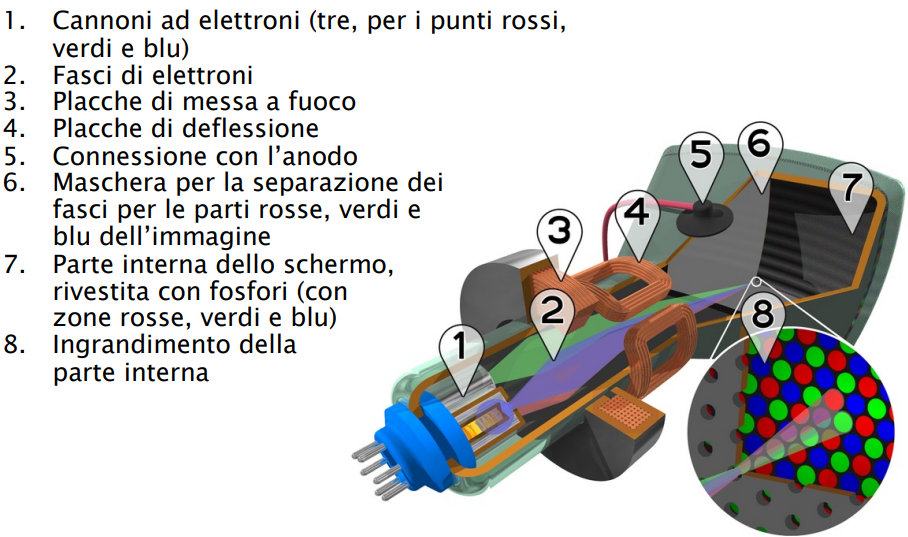 1. Cannoni ad elettroni (tre, per i punti rossi,
verdi e blu)
2. Fasci di elettroni
3. Placche di messa a fuoco
4. Placche di deflessione
5. Connessione con l’anodo
6. Maschera per la separazione dei
fasci per le parti rosse, verdi e
blu dell’immagine
7. Parte interna dello schermo,
rivestita con fosfori (con
zone rosse, verdi e blu)
8. Ingrandimento della
parte interna
5
6
7
4
3
2
8
1